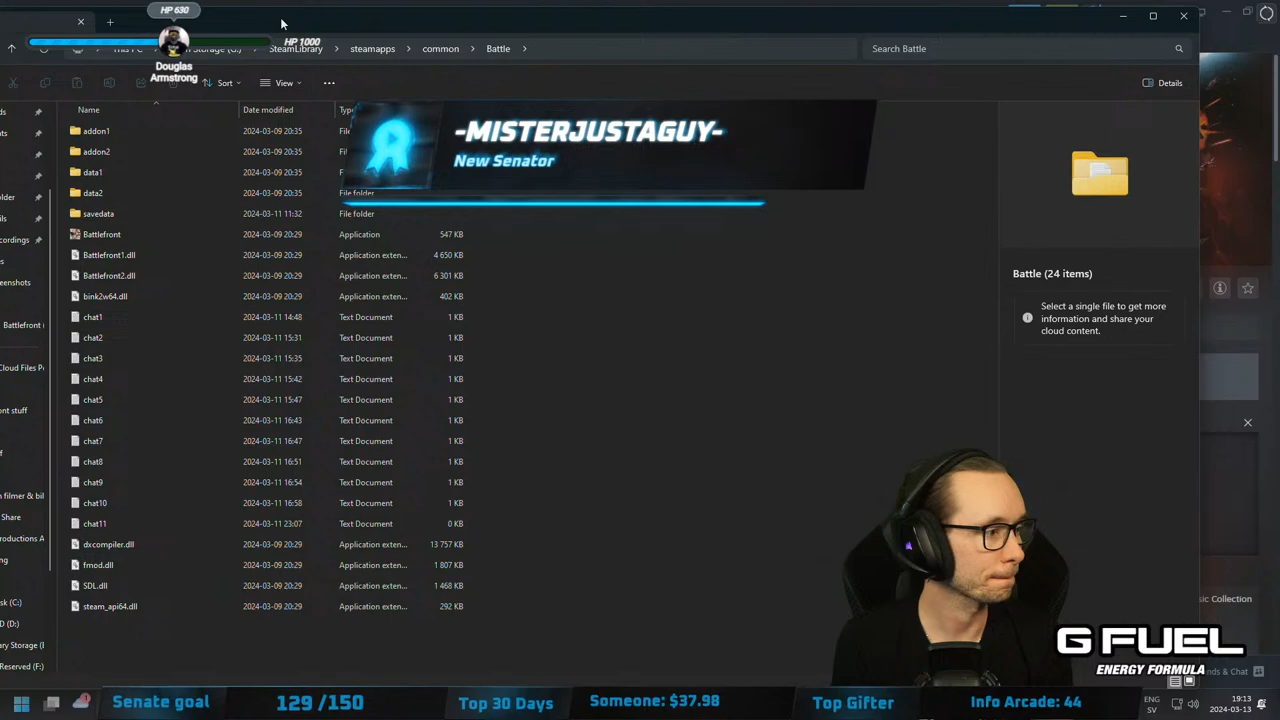 HP 630
HP 1000
Douglas
Armstrong
SteamLibrary steamapps common Battle
Search Battle
Sort View Details
Name Date modified
addon1 2024-03-09 20:35
addon2 2024-03-09 20:35
data1 2024-03-09 20:35
data2 2024-03-09 20:35 File folder
savedata 2024-03-11 11:32 File folder
Battlefront 2024-03-09 20:29 Application 547 KB
Battlefront1.dll 2024-03-09 20:29 Application exten... 4 650 KB
Battlefront2.dll 2024-03-09 20:29 Application exten... 6 301 KB
bink2w64.dll 2024-03-09 20:29 Application exten... 402 KB
chat1 2024-03-11 14:48 Text Document 1 KB
chat2 2024-03-11 15:31 Text Document 1 KB
chat3 2024-03-11 15:35 Text Document 1 KB
chat4 2024-03-11 15:42 Text Document 1 KB
chat5 2024-03-11 15:47 Text Document 1 KB
chat6 2024-03-11 16:43 Text Document 1 KB
chat7 2024-03-11 16:47 Text Document 1 KB
chat8 2024-03-11 16:51 Text Document 1 KB
chat9 2024-03-11 16:54 Text Document 1 KB
chat10 2024-03-11 16:58 Text Document 1 KB
chat11 2024-03-11 23:07 Text Document 0 KB
dxcompiler.dll 2024-03-09 20:29 Application exten... 13 757 KB
fmod.dll 2024-03-09 20:29 Application exten... 1 807 KB
SDL.dll 2024-03-09 20:29 Application exten... 1 468 KB
steam_api64.dll 2024-03-09 20:29 Application exten... 292 KB
-MISTERJUSTAGUY-
New Senator
Battle (24 items)
Select a single file to get more
information and share your
cloud content.
Battlefront
Cloud Files
G FUEL
ENERGY FORMULA
Senate goal 129 /150 Top 30 Days Someone: $37.98 Top Gifter Info Arcade: 44
ENG
SV
19:13
2024-03-13